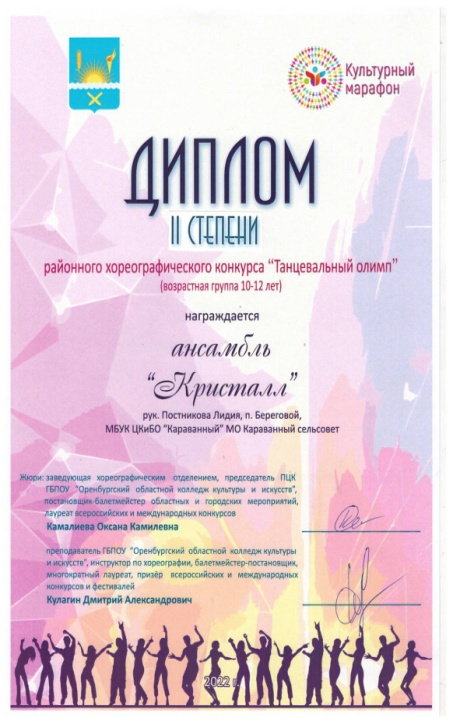 Культурный
марафон
ДИПЛОМ
II СТЕПЕНИ
районного хореографического конкурса “Танцевальный олимп”
(возрастная группа 10-12 лет)
награждается
ансамбль
“Кристалл”
рук. Постникова Лидия, п. Береговой,
МБУК ЦКиБО “Караванный” МО Караванный сельсовет
Жюри: заведующая хореографическим отделением, председатель ПЦК
ГБПОУ “Оренбургский областной колледж культуры и искусств”,
постановщик-балетмейстер областных и городских мероприятий,
лауреат всероссийских и международных конкурсов
Камалиева Оксана Камилевна
преподаватель ГБПОУ “Оренбургский областной колледж культуры
и искусств”, инструктор по хореографии, балетмейстер-постановщик,
многократный лауреат, призёр всероссийских и международных
конкурсов и фестивалей
Кулагин Дмитрий Александрович
2022 г.